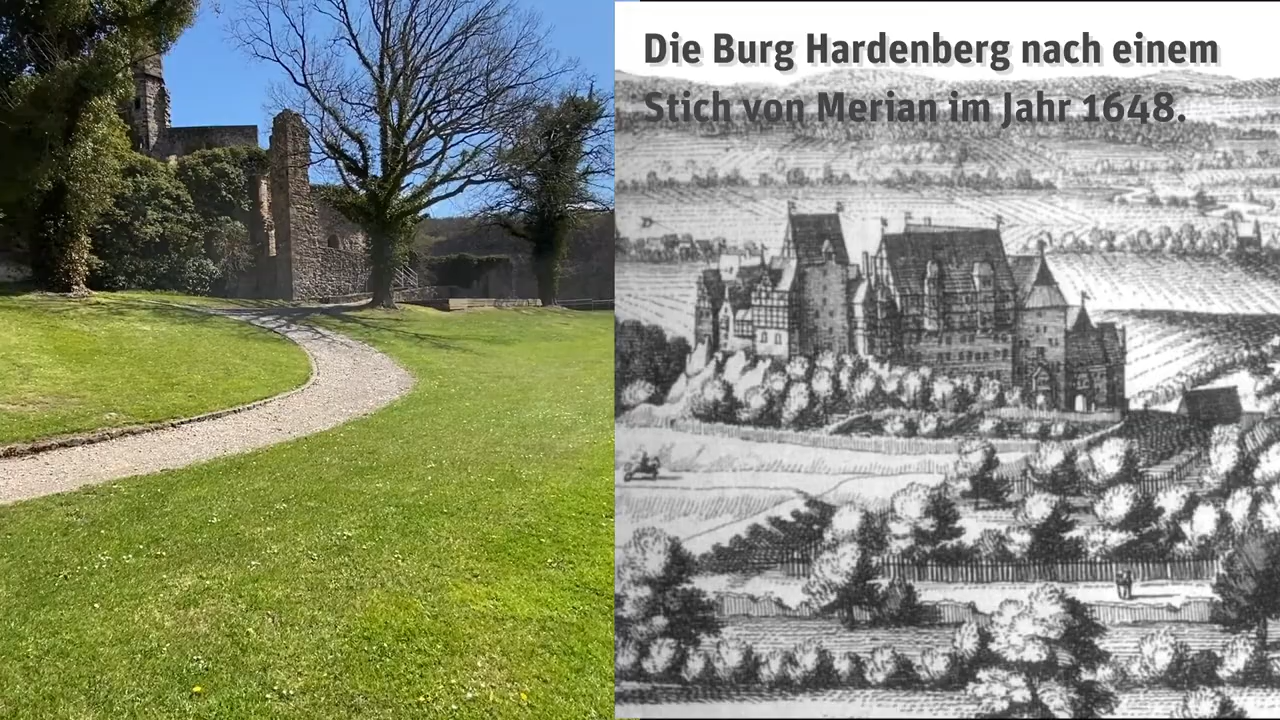 Die Burg Hardenberg nach einem
Stich von Merian im Jahr 1648.